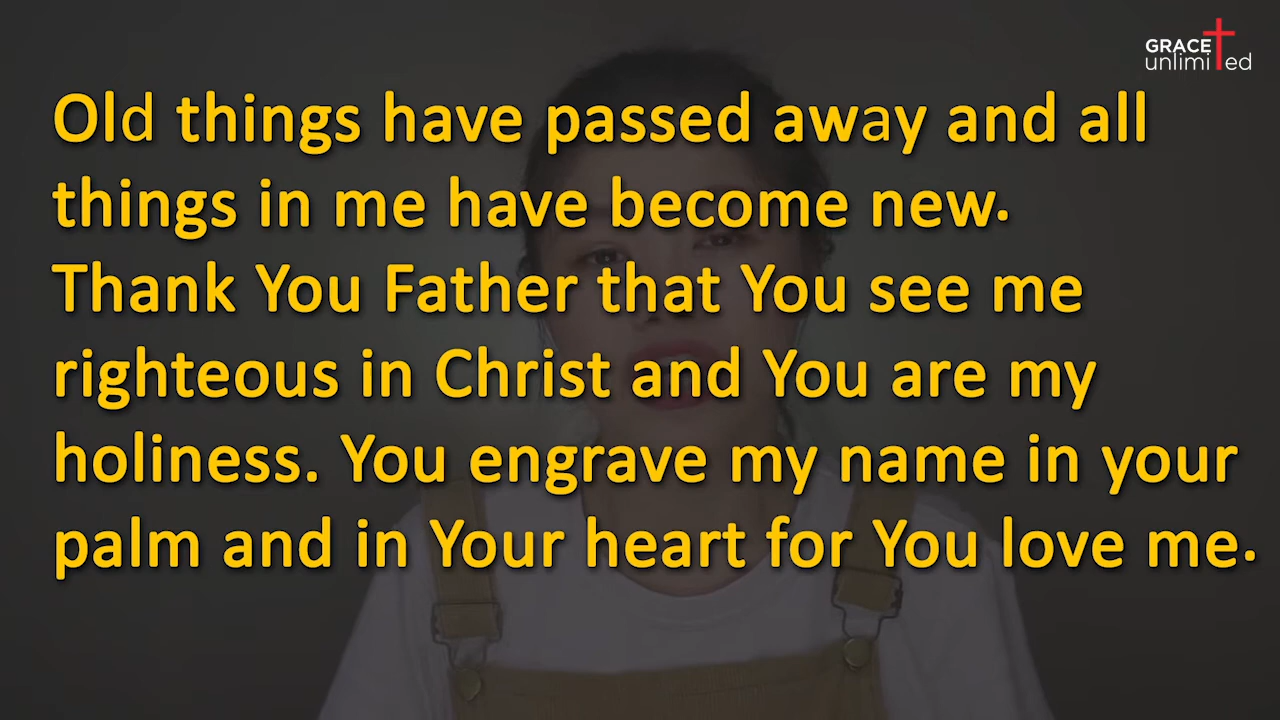 GRACE
unlimited
Old things have passed away and all
things in me have become new.
Thank You Father that You see me
righteous in Christ and You are my
holiness. You engrave my name in your
palm and in Your heart for You love me.